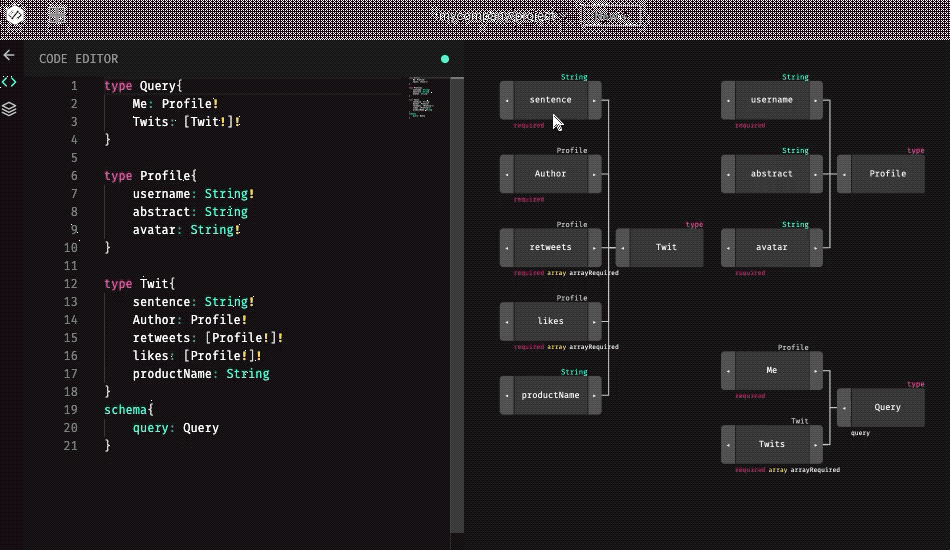 mycompany/project
CODE EDITOR
1 type Query{
2 Me: Profile!
3 Twits: [Twit!]!
4 }
5
6 type Profile{
7 username: String!
8 abstract: String
9 avatar: String!
10 }
11
12 type Twit{
13 sentence: String!
14 Author: Profile!
15 retweets: [Profile!]!
16 likes: [Profile!]!
17 productName: String
18 }
19 schema{
20 query: Query
21 }
String
sentence
required
Profile
Author
required
Profile
retweets
required array arrayRequired
Profile
likes
required array arrayRequired
String
productName
type
Twit
String
username
required
String
abstract
String
avatar
required
type
Profile
Profile
Me
required
Twit
Twits
required array arrayRequired
type
Query
query